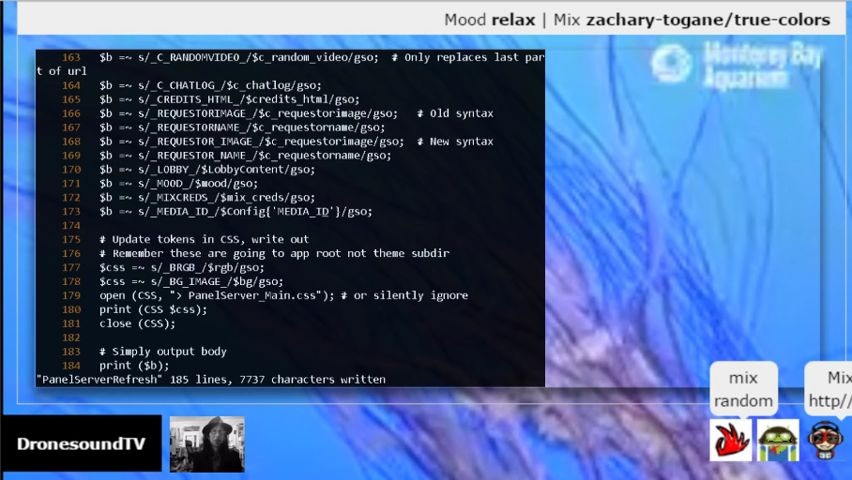 Mood relax | Mix zachary-togane/true-colors
Monterey Bay
Aquarium
163 $b =~ s/_C_RANDOMVIDEO_/$c_random_video/gso; # Only replaces last par
t of url
164 $b =~ s/_C_CHATLOG_/$c_chatlog/gso;
165 $b =~ s/_CREDITS_HTML_/$credits_html/gso;
166 $b =~ s/_REQUESTORIMAGE_/$c_requestorimage/gso; # Old syntax
167 $b =~ s/_REQUESTORNAME_/$c_requestorname/gso;
168 $b =~ s/_REQUESTOR_IMAGE_/$c_requestorimage/gso; # New syntax
169 $b =~ s/_REQUESTOR_NAME_/$c_requestorname/gso;
170 $b =~ s/_LOBBY_/$LobbyContent/gso;
171 $b =~ s/_MOOD_/$mood/gso;
172 $b =~ s/_MIXCREDS_/$mix_creds/gso;
173 $b =~ s/_MEDIA_ID_/$Config{'MEDIA_ID'}/gso;
174
175 # Update tokens in CSS, write out
176 # Remember these are going to app root not theme subdir
177 $css =~ s/_BRGB_/$rgb/gso;
178 $css =~ s/_BG_IMAGE_/$bg/gso;
179 open (CSS, "> PanelServer_Main.css"); # or silently ignore
180 print (CSS $css);
181 close (CSS);
182
183 # Simply output body
184 print ($b);
"PanelServerRefresh" 185 lines, 7737 characters written
mix
random
Mix
http//
DronesoundTV